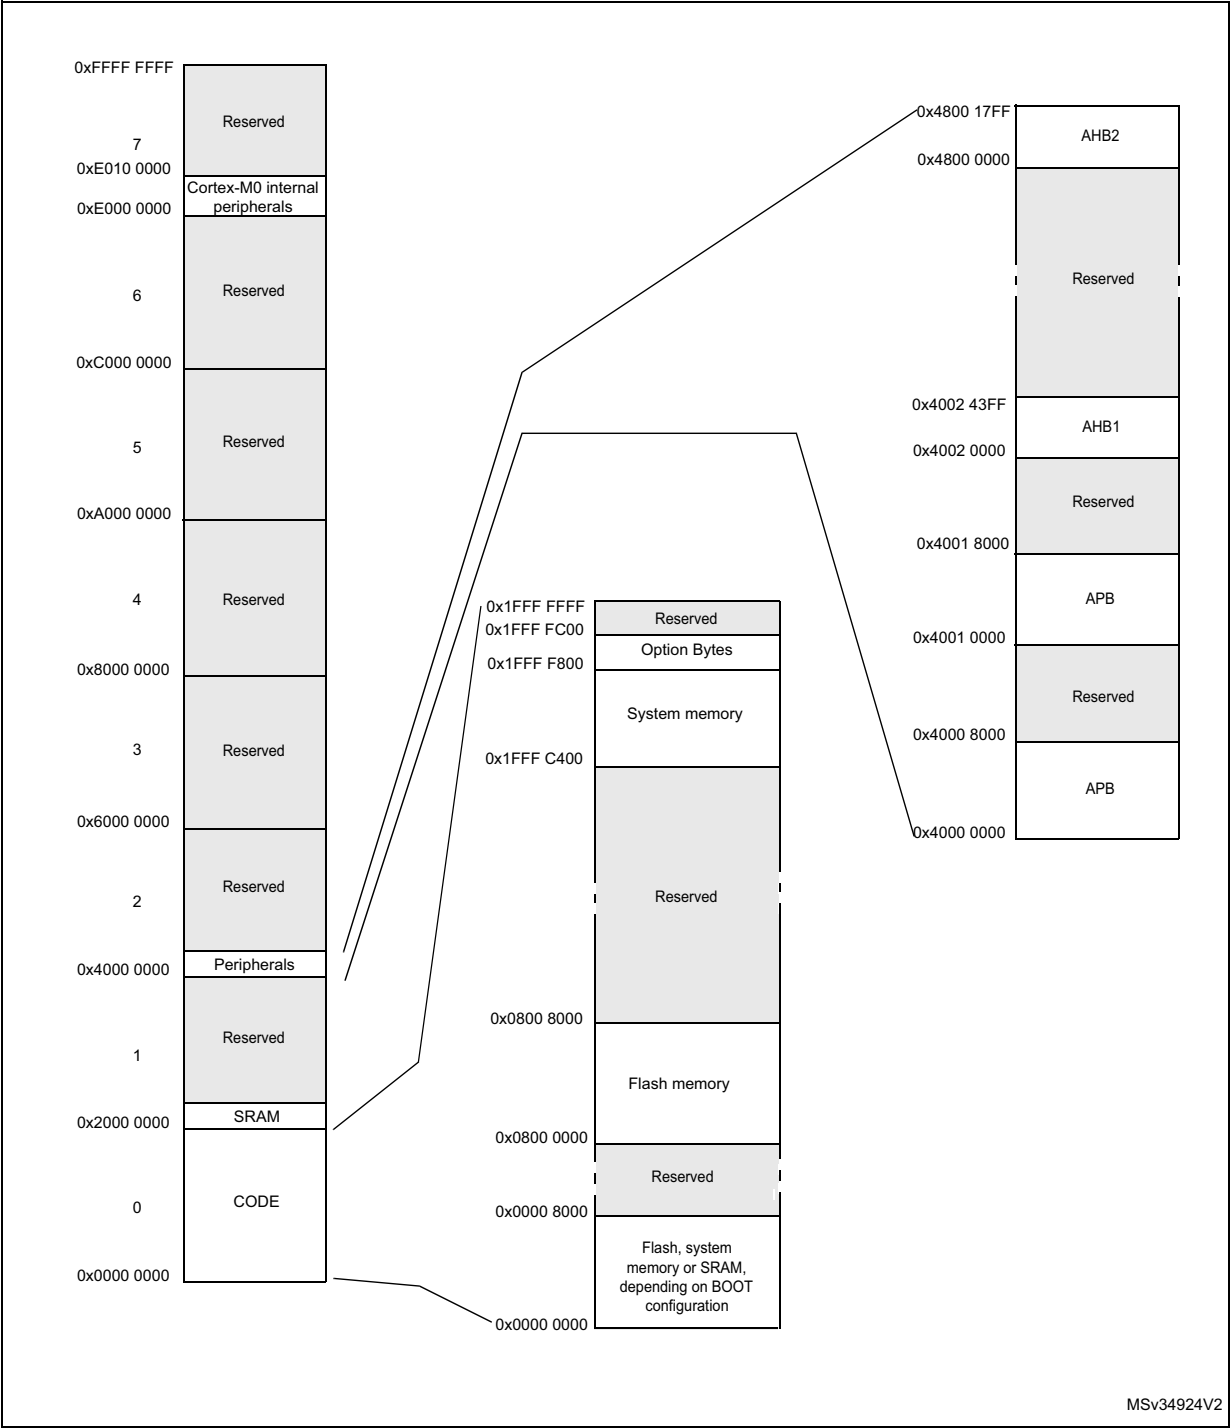 0xFFFF FFFF
Reserved
7
0xE010 0000
Cortex-M0 internal
peripherals
0xE000 0000
Reserved
6
0xC000 0000
Reserved
5
0xA000 0000
Reserved
4
0x8000 0000
Reserved
3
0x6000 0000
Reserved
2
Peripherals
0x4000 0000
Reserved
1
SRAM
0x2000 0000
CODE
0
0x0000 0000
0x1FFF FFFF
Reserved
0x1FFF FC00
Option Bytes
0x1FFF F800
System memory
0x1FFF C400
Reserved
0x0800 8000
Flash memory
0x0800 0000
Reserved
0x0000 8000
Flash, system
memory or SRAM,
depending on BOOT
configuration
0x0000 0000
0x4800 17FF
AHB2
0x4800 0000
Reserved
0x4002 43FF
AHB1
0x4002 0000
Reserved
0x4001 8000
APB
0x4001 0000
Reserved
0x4000 8000
APB
0x4000 0000
MSv34924V2